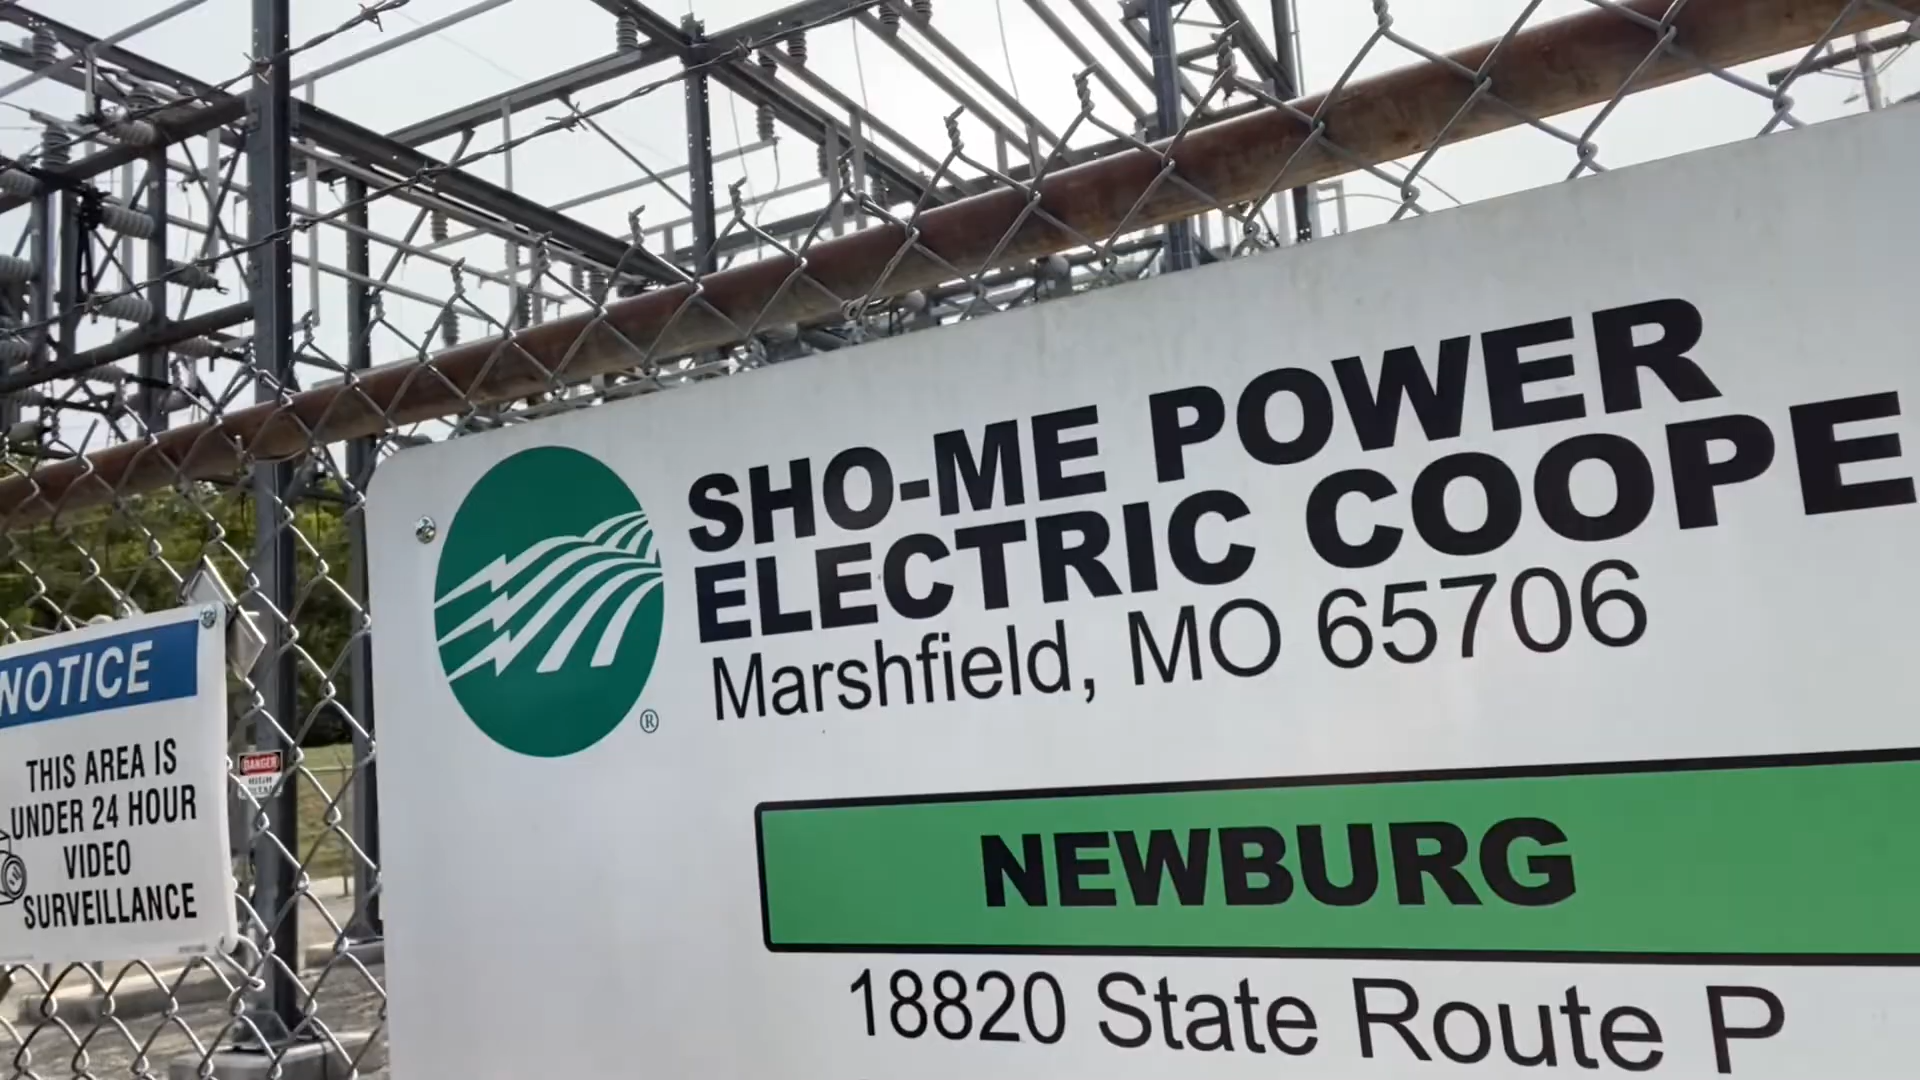 SHO-ME POWER
ELECTRIC COOPE
Marshfield, MO 65706
®
NEWBURG
18820 State Route P
NOTICE
THIS AREA IS
UNDER 24 HOUR
VIDEO
SURVEILLANCE
DANGER